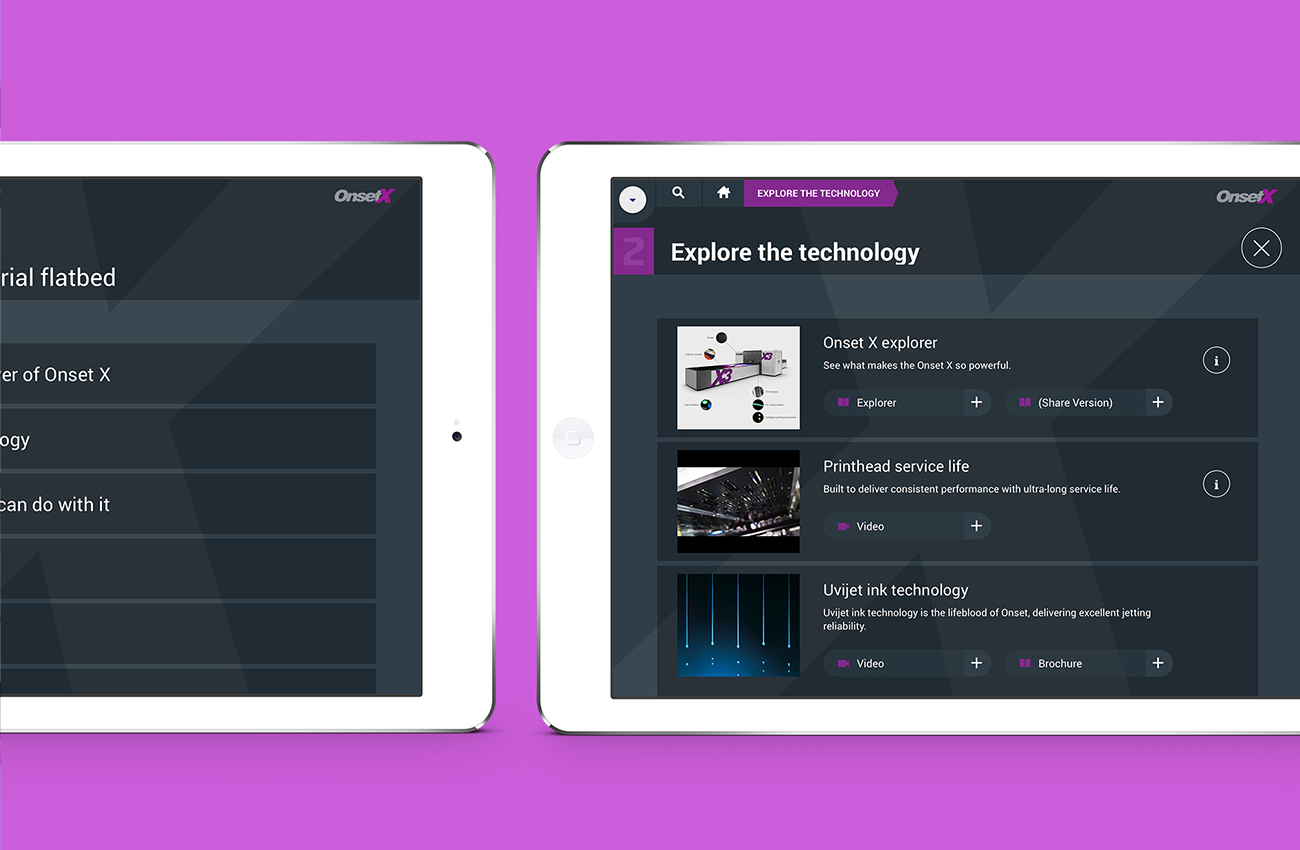 OnsetX
rial flatbed
er of Onset X
ogy
can do with it
EXPLORE THE TECHNOLOGY
OnsetX
2
Explore the technology
Onset X explorer
See what makes the Onset X so powerful.
Explorer
(Share Version)
X3
X3
Printhead service life
Built to deliver consistent performance with ultra-long service life.
Video
Uvijet ink technology
Uvijet ink technology is the lifeblood of Onset, delivering excellent jetting
reliability.
Video
Brochure